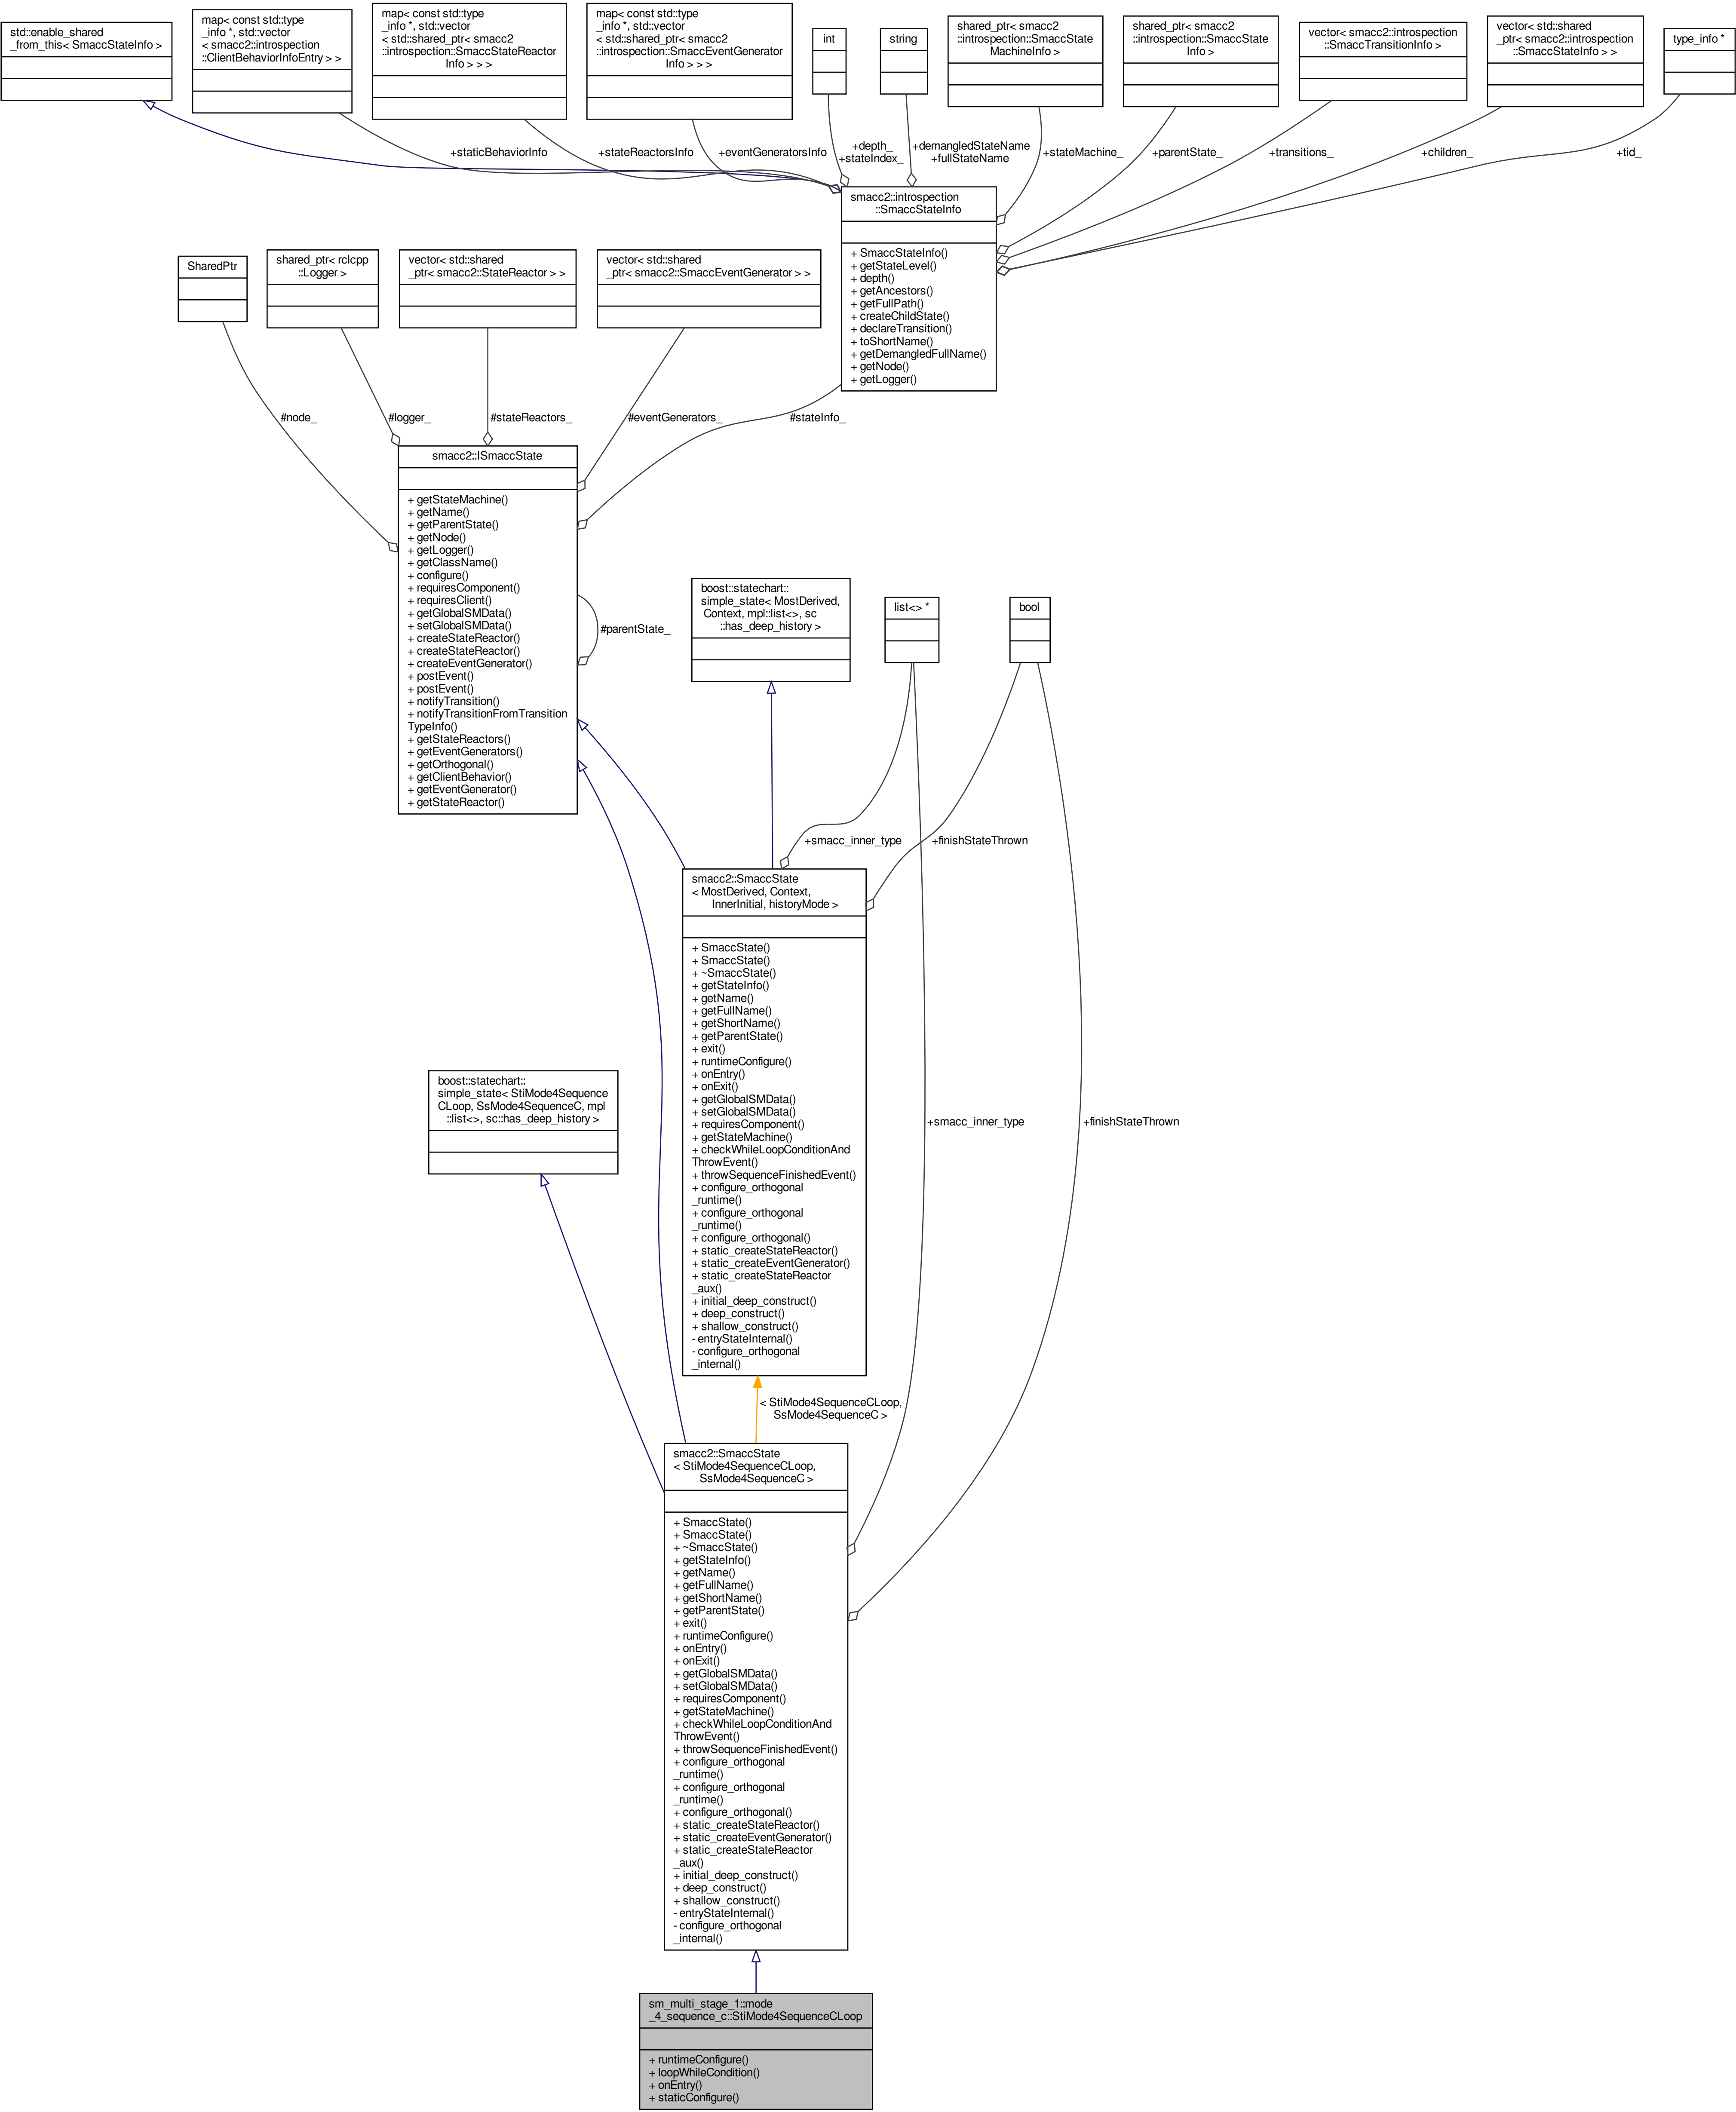 std::enable_shared
_from_this< SmaccStateInfo >
map< const std::type
_info *, std::vector
< smacc2::introspection
::ClientBehaviorInfoEntry > >
map< const std::type
_info *, std::vector
< std::shared_ptr< smacc2
::introspection::SmaccStateReactor
Info > > >
map< const std::type
_info *, std::vector
< std::shared_ptr< smacc2
::introspection::SmaccEventGenerator
Info > > >
int
string
shared_ptr< smacc2
::introspection::SmaccState
MachineInfo >
shared_ptr< smacc2
::introspection::SmaccState
Info >
vector< smacc2::introspection
::SmaccTransitionInfo >
vector< std::shared
_ptr< smacc2::introspection
::SmaccStateInfo > >
type_info *
+staticBehaviorInfo
+stateReactorsInfo
+eventGeneratorsInfo
+depth_
+stateIndex_
+demangledStateName
+fullStateName
+stateMachine_
+parentState_
+transitions_
+children_
+tid_
smacc2::introspection
::SmaccStateInfo
+ SmaccStateInfo()
+ getStateLevel()
+ depth()
+ getAncestors()
+ getFullPath()
+ createChildState()
+ declareTransition()
+ toShortName()
+ getDemangledFullName()
+ getNode()
+ getLogger()
SharedPtr
shared_ptr< rclcpp
::Logger >
vector< std::shared
_ptr< smacc2::StateReactor > >
vector< std::shared
_ptr< smacc2::SmaccEventGenerator > >
#node_
#logger_
#stateReactors_
#eventGenerators_
#stateInfo_
smacc2::ISmaccState
+ getStateMachine()
+ getName()
+ getParentState()
+ getNode()
+ getLogger()
+ getClassName()
+ configure()
+ requiresComponent()
+ requiresClient()
+ getGlobalSMData()
+ setGlobalSMData()
+ createStateReactor()
+ createStateReactor()
+ createEventGenerator()
+ postEvent()
+ postEvent()
+ notifyTransition()
+ notifyTransitionFromTransition
TypeInfo()
+ getStateReactors()
+ getEventGenerators()
+ getOrthogonal()
+ getClientBehavior()
+ getEventGenerator()
+ getStateReactor()
#parentState_
boost::statechart::
simple_state< MostDerived,
Context, mpl::list<>, sc
::has_deep_history >
list<> *
bool
+smacc_inner_type
+finishStateThrown
smacc2::SmaccState
< MostDerived, Context,
InnerInitial, historyMode >
+ SmaccState()
+ SmaccState()
+ ~SmaccState()
+ getStateInfo()
+ getName()
+ getFullName()
+ getShortName()
+ getParentState()
+ exit()
+ runtimeConfigure()
+ onEntry()
+ onExit()
+ getGlobalSMData()
+ setGlobalSMData()
+ requiresComponent()
+ getStateMachine()
+ checkWhileLoopConditionAnd
ThrowEvent()
+ throwSequenceFinishedEvent()
+ configure_orthogonal
_runtime()
+ configure_orthogonal
_runtime()
+ configure_orthogonal()
+ static_createStateReactor()
+ static_createEventGenerator()
+ static_createStateReactor
_aux()
+ initial_deep_construct()
+ deep_construct()
+ shallow_construct()
- entryStateInternal()
- configure_orthogonal
_internal()
boost::statechart::
simple_state< StiMode4Sequence
CLoop, SsMode4SequenceC, mpl
::list<>, sc::has_deep_history >
+smacc_inner_type
+finishStateThrown
< StiMode4SequenceCLoop,
SsMode4SequenceC >
smacc2::SmaccState
< StiMode4SequenceCLoop,
SsMode4SequenceC >
+ SmaccState()
+ SmaccState()
+ ~SmaccState()
+ getStateInfo()
+ getName()
+ getFullName()
+ getShortName()
+ getParentState()
+ exit()
+ runtimeConfigure()
+ onEntry()
+ onExit()
+ getGlobalSMData()
+ setGlobalSMData()
+ requiresComponent()
+ getStateMachine()
+ checkWhileLoopConditionAnd
ThrowEvent()
+ throwSequenceFinishedEvent()
+ configure_orthogonal
_runtime()
+ configure_orthogonal
_runtime()
+ configure_orthogonal()
+ static_createStateReactor()
+ static_createEventGenerator()
+ static_createStateReactor
_aux()
+ initial_deep_construct()
+ deep_construct()
+ shallow_construct()
- entryStateInternal()
- configure_orthogonal
_internal()
sm_multi_stage_1::mode
_4_sequence_c::StiMode4SequenceCLoop
+ runtimeConfigure()
+ loopWhileCondition()
+ onEntry()
+ staticConfigure()